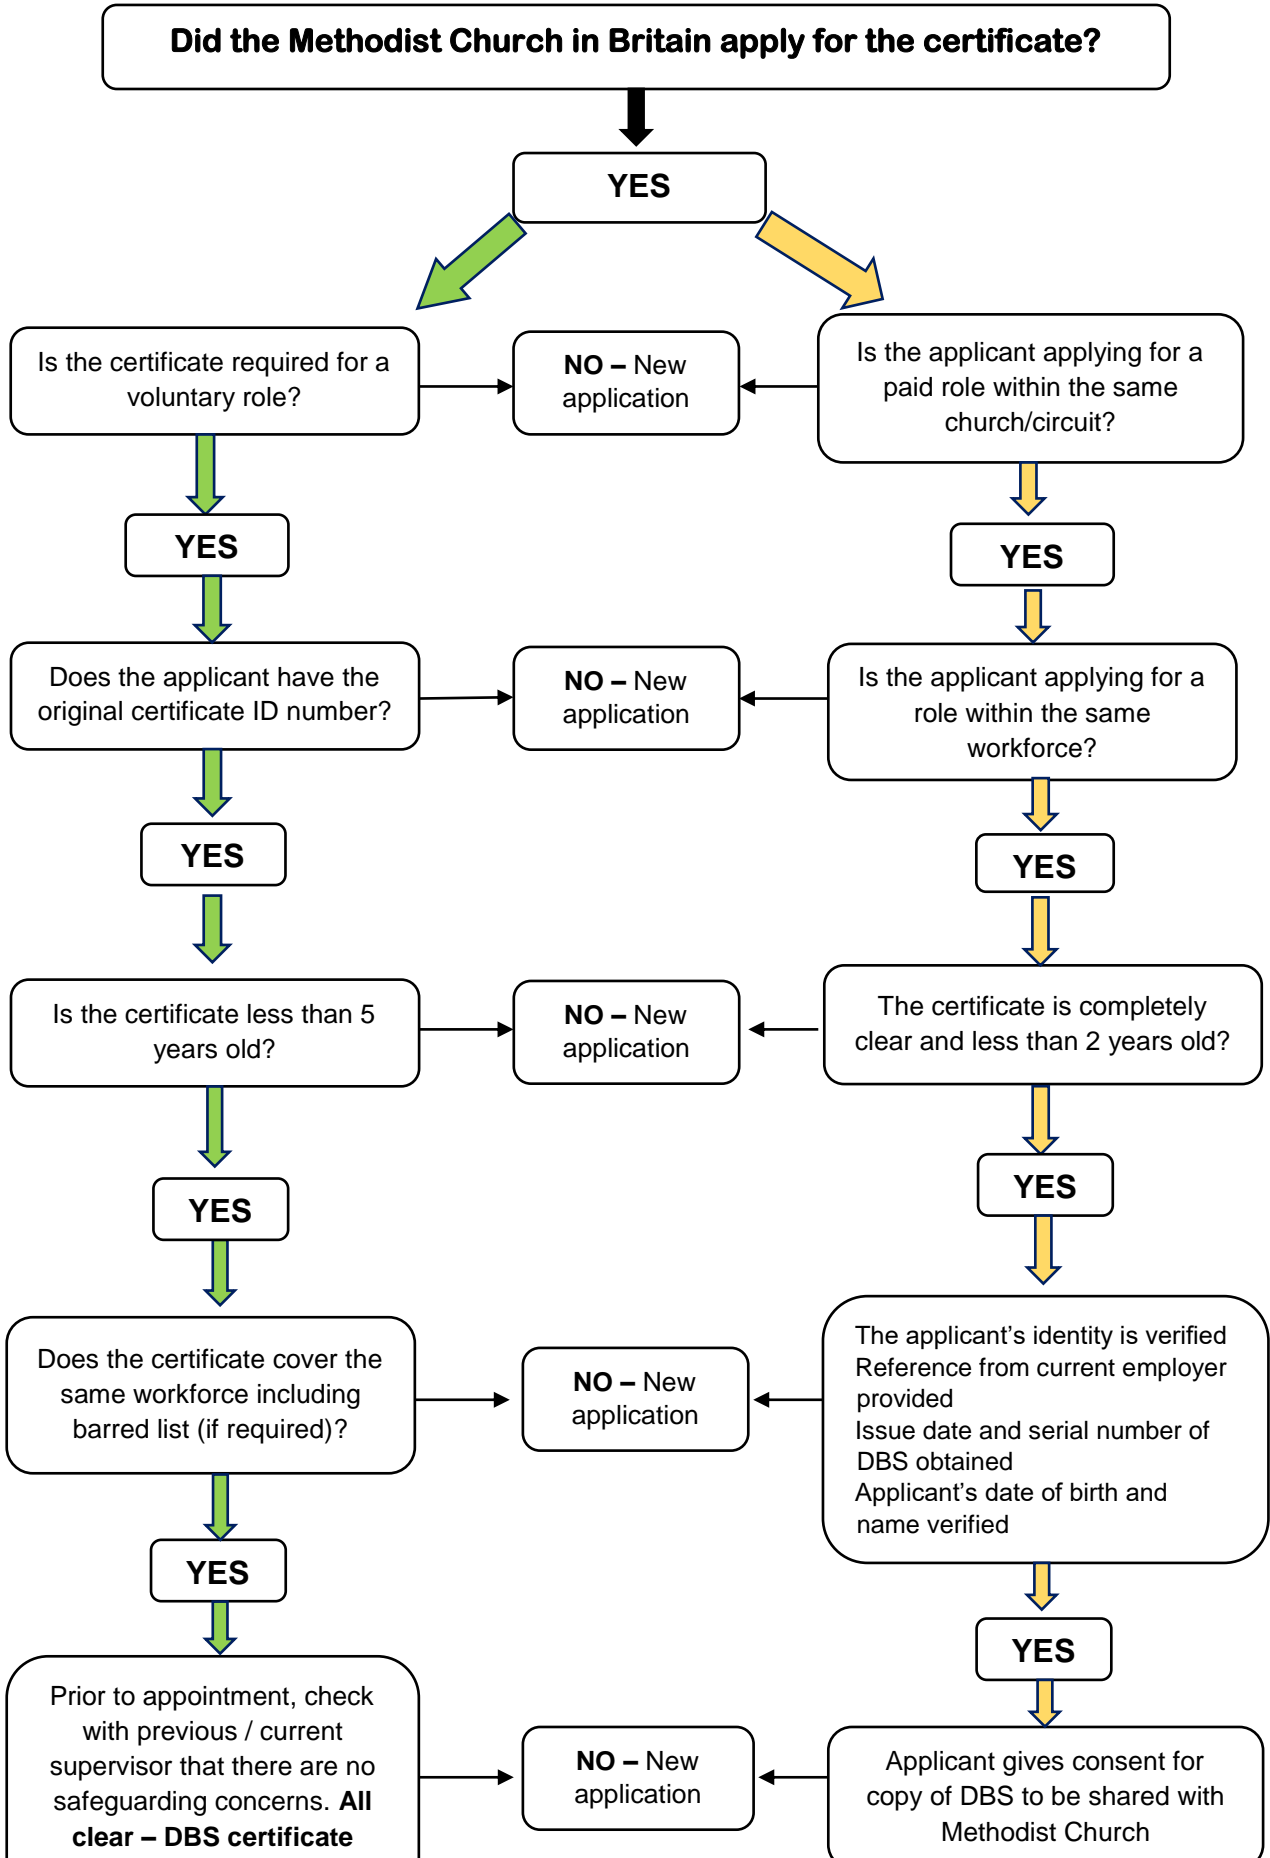 Did the Methodist Church in Britain apply for the certificate?
YES
Is the certificate required for a
voluntary role?
NO – New
application
Is the applicant applying for a
paid role within the same
church/circuit?
YES
YES
Does the applicant have the
original certificate ID number?
NO – New
application
Is the applicant applying for a
role within the same
workforce?
YES
YES
Is the certificate less than 5
years old?
NO – New
application
The certificate is completely
clear and less than 2 years old?
YES
YES
Does the certificate cover the
same workforce including
barred list (if required)?
NO – New
application
The applicant’s identity is verified
Reference from current employer
provided
Issue date and serial number of
DBS obtained
Applicant’s date of birth and
name verified
YES
YES
Prior to appointment, check
with previous / current
supervisor that there are no
safeguarding concerns. All
clear – DBS certificate
NO – New
application
Applicant gives consent for
copy of DBS to be shared with
Methodist Church